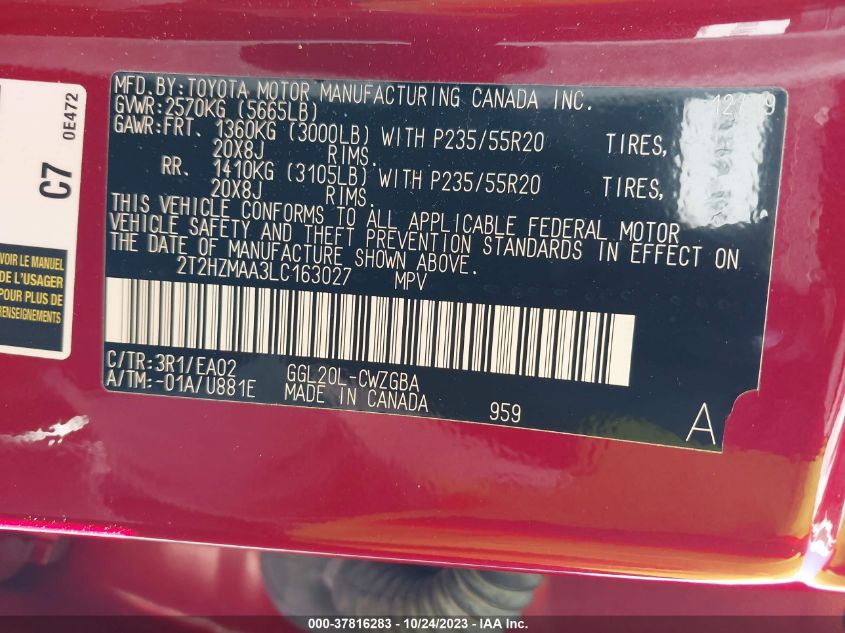 MFD.BY:TOYOTA MOTOR MANUFACTURING CANADA INC.
GVWR:2570KG (5665LB)
GAWR:FRT. 1360KG (3000LB) WITH P235/55R20 TIRES,
20X8J RIMS.
RR. 1410KG (3105LB) WITH P235/55R20 TIRES,
20X8J RIMS.
THIS VEHICLE CONFORMS TO ALL APPLICABLE FEDERAL MOTOR
VEHICLE SAFETY AND THEFT PREVENTION STANDARDS IN EFFECT ON
THE DATE OF MANUFACTURE SHOWN ABOVE.
2T2HZMAA3LC163027 MPV
C/TR:3R1/EA02 GGL20L-CWZGBA
A/TM:-01A/U881E MADE IN CANADA 959
A
C7
0E472
VOIR LE MANUEL
DE L'USAGER
POUR PLUS DE
RENSEIGNEMENTS
000-37816283 - 10/24/2023 - IAA Inc.